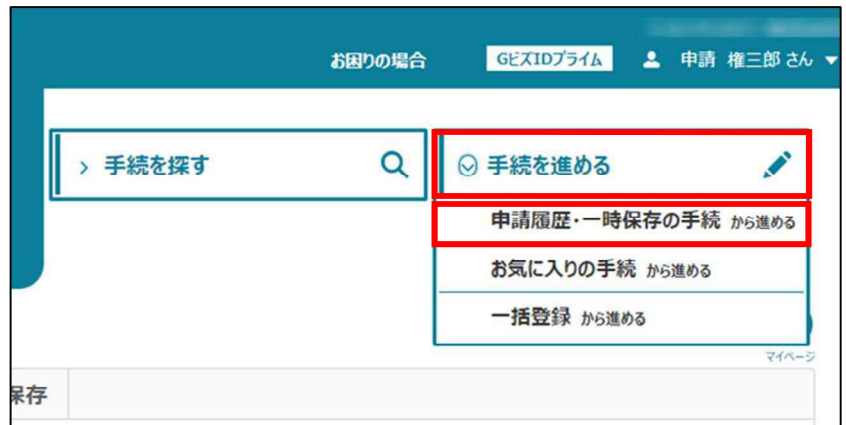 お困りの場合 GビズIDプライム 申請 権三郎 さん ▼
手続を探す
手続を進める
申請履歴・一時保存の手続 から進める
お気に入りの手続 から進める
一括登録 から進める
マイページ
保存